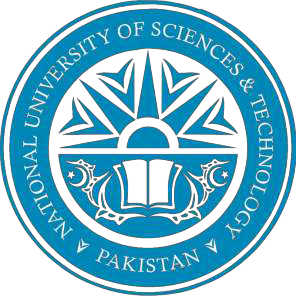 NATIONAL UNIVERSITY OF SCIENCES & TECHNOLOGY
PAKISTAN